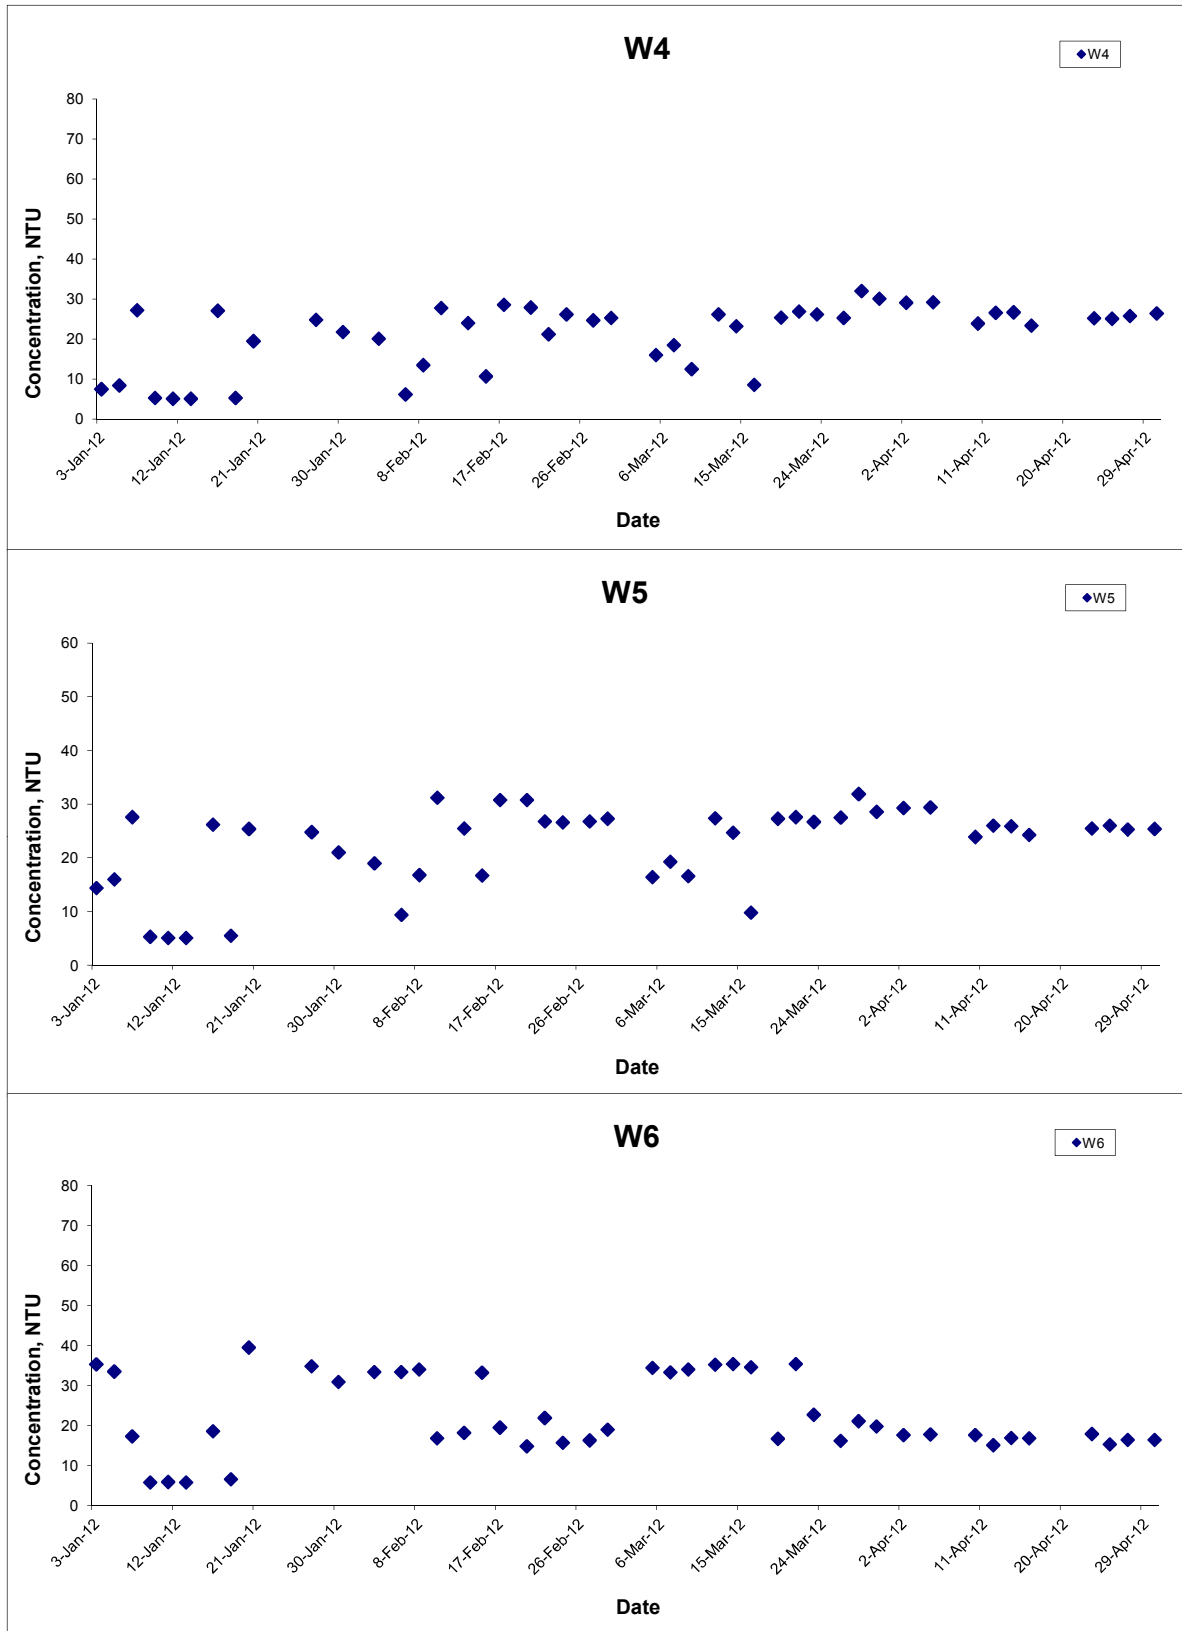 W4
W4
80
70
60
50
40
30
20
10
0
Concentration, NTU
3-Jan-12
12-Jan-12
21-Jan-12
30-Jan-12
8-Feb-12
17-Feb-12
26-Feb-12
6-Mar-12
15-Mar-12
24-Mar-12
2-Apr-12
11-Apr-12
20-Apr-12
29-Apr-12
Date
W5
W5
60
50
40
30
20
10
0
Concentration, NTU
3-Jan-12
12-Jan-12
21-Jan-12
30-Jan-12
8-Feb-12
17-Feb-12
26-Feb-12
6-Mar-12
15-Mar-12
24-Mar-12
2-Apr-12
11-Apr-12
20-Apr-12
29-Apr-12
Date
W6
W6
80
70
60
50
40
30
20
10
0
Concentration, NTU
3-Jan-12
12-Jan-12
21-Jan-12
30-Jan-12
8-Feb-12
17-Feb-12
26-Feb-12
6-Mar-12
15-Mar-12
24-Mar-12
2-Apr-12
11-Apr-12
20-Apr-12
29-Apr-12
Date